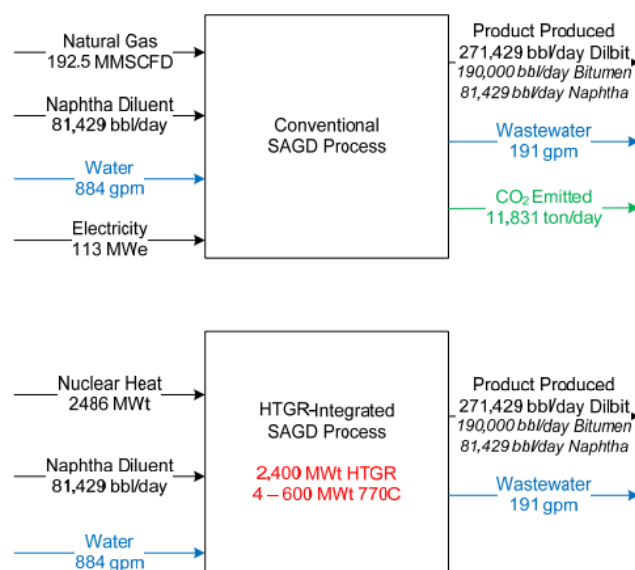 Natural Gas
192.5 MMSCFD
Naphtha Diluent
81,429 bbl/day
Water
884 gpm
Electricity
113 MWe
Conventional
SAGD Process
Product Produced
271,429 bbl/day Dilbit
190,000 bbl/day Bitumen
81,429 bbl/day Naphtha
Wastewater
191 gpm
CO2 Emitted
11,831 ton/day
Nuclear Heat
2486 MWt
Naphtha Diluent
81,429 bbl/day
Water
884 gpm
HTGR-Integrated
SAGD Process
2,400 MWt HTGR
4 – 600 MWt 770C
Product Produced
271,429 bbl/day Dilbit
190,000 bbl/day Bitumen
81,429 bbl/day Naphtha
Wastewater
191 gpm